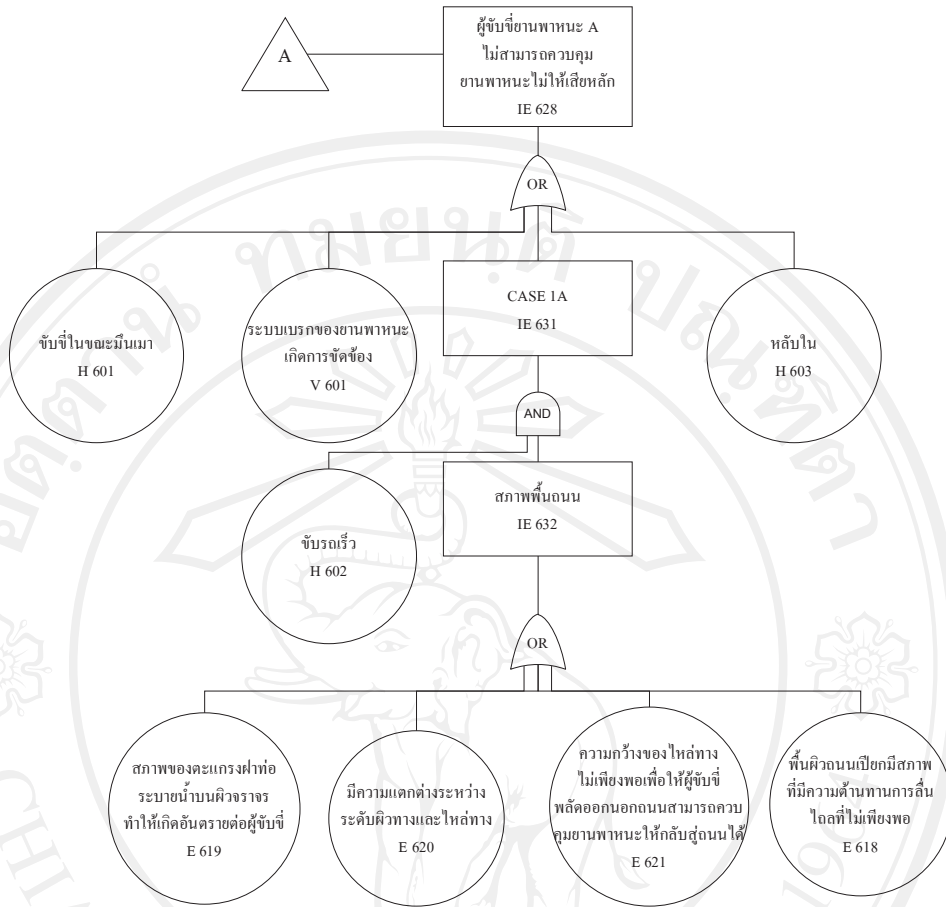 A
ผู้ขับขี่ยานพาหนะ A
ไม่สามารถควบคุม
ยานพาหนะไม่ให้เสียหลัก
IE 628
OR
ขับขี่ในขณะมึนเมา
H 601
ระบบเบรกของยานพาหนะ
เกิดการขัดข้อง
V 601
CASE 1A
IE 631
หลับใน
H 603
AND
ขับรถเร็ว
H 602
สภาพพื้นถนน
IE 632
OR
สภาพของตะแกรงฝาท่อ
ระบายน้ำบนผิวจราจร
ทำให้เกิดอันตรายต่อผู้ขับขี่
E 619
มีความแตกต่างระหว่าง
ระดับผิวทางและไหล่ทาง
E 620
ความกว้างของไหล่ทาง
ไม่เพียงพอเพื่อให้ผู้ขับขี่
พลัดออกนอกถนนสามารถควบ
คุมยานพาหนะให้กลับสู่ถนนได้
E 621
พื้นผิวถนนเปียกมีสภาพ
ที่มีความต้านทานการลื่น
ไถลที่ไม่เพียงพอ
E 618